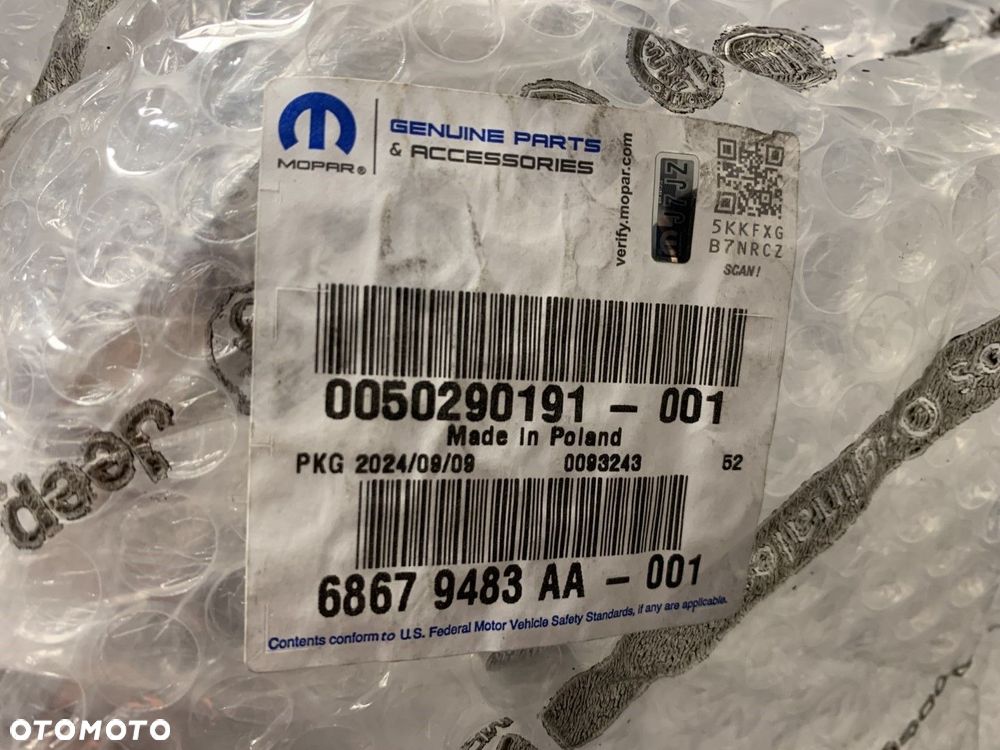 MOPAR®
GENUINE PARTS
& ACCESSORIES
verify.mopar.com
5KKFXG
B7NRCZ
SCAN!
0050290191 - 001
Made in Poland
PKG 2024/09/09 0093243 52
6867 9483 AA - 001
Contents conform to U.S. Federal Motor Vehicle Safety Standards, if any are applicable.
Jeep
OTOMOTO